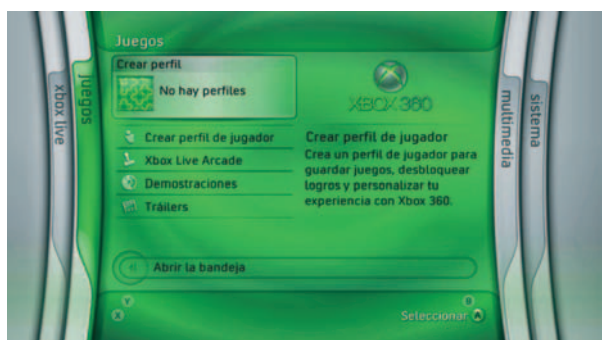 Juegos
Crear perfil
No hay perfiles
xbox live
juegos
XBOX 360
multimedia
sistema
Crear perfil de jugador
Xbox Live Arcade
Demostraciones
Tráilers
Crear perfil de jugador
Crea un perfil de jugador para
guardar juegos, desbloquear
logros y personalizar tu
experiencia con Xbox 360.
Abrir la bandeja
Y
X
B
Seleccionar A